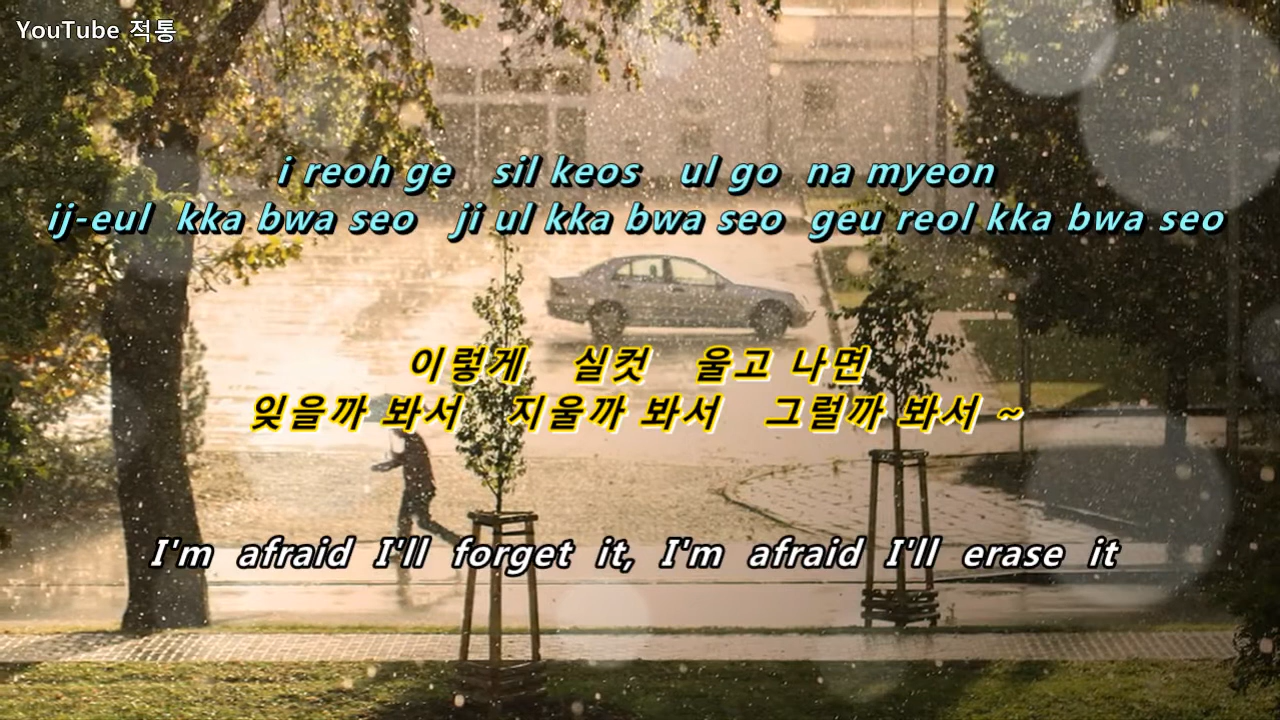 YouTube 적통
i reoh ge sil keos ul go na myeon
ij-eul kka bwa seo ji ul kka bwa seo geu reol kka bwa seo
이렇게 실컷 울고 나면
잊을까 봐서 지울까 봐서 그럴까 봐서 ~
I'm afraid I'll forget it, I'm afraid I'll erase it